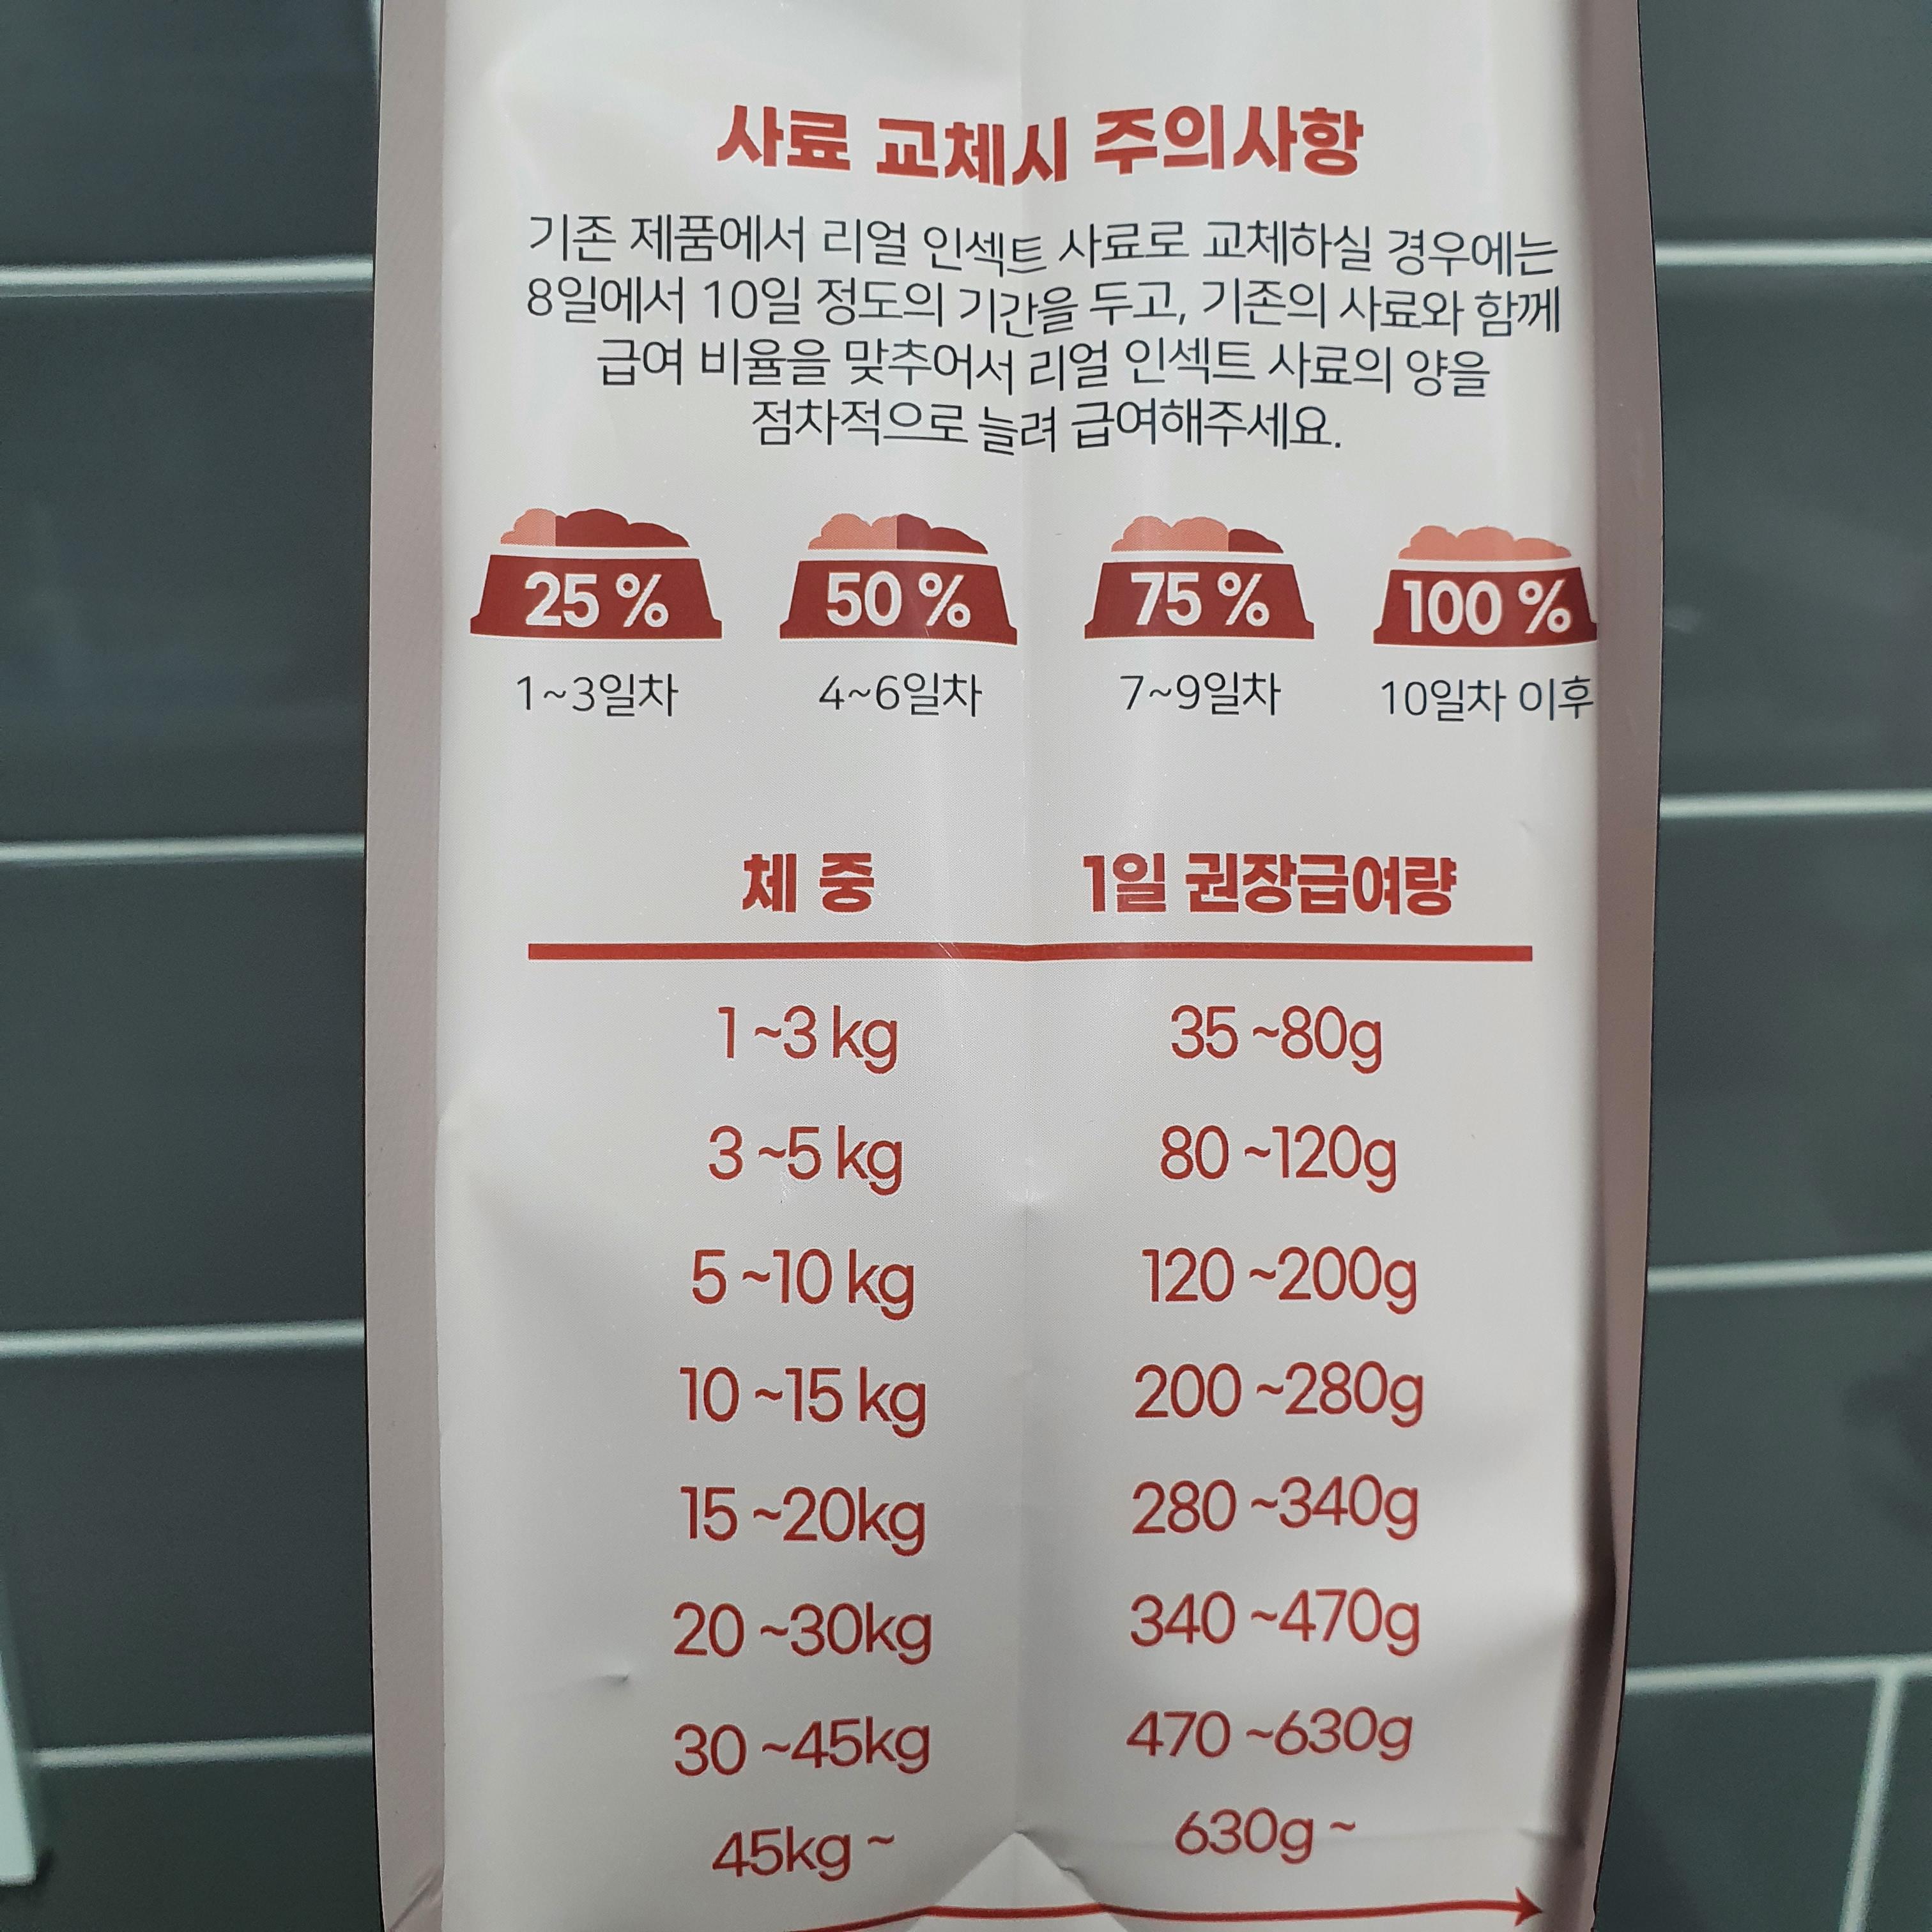 사료 교체시 주의사항
기존 제품에서 리얼 인섹트 사료로 교체하실 경우에는
8일에서 10일 정도의 기간을 두고, 기존의 사료와 함께
급여 비율을 맞추어서 리얼 인섹트 사료의 양을
점차적으로 늘려 급여해주세요.
25 % 50 % 75 % 100 %
1~3일차 4~6일차 7~9일차 10일차 이후
체 중 1일 권장급여량
1 ~3 kg 35 ~80g
3 ~5 kg 80 ~120g
5 ~10 kg 120 ~200g
10 ~15 kg 200 ~280g
15 ~20kg 280 ~340g
20 ~30kg 340 ~470g
30 ~45kg 470 ~630g
45kg ~ 630g ~